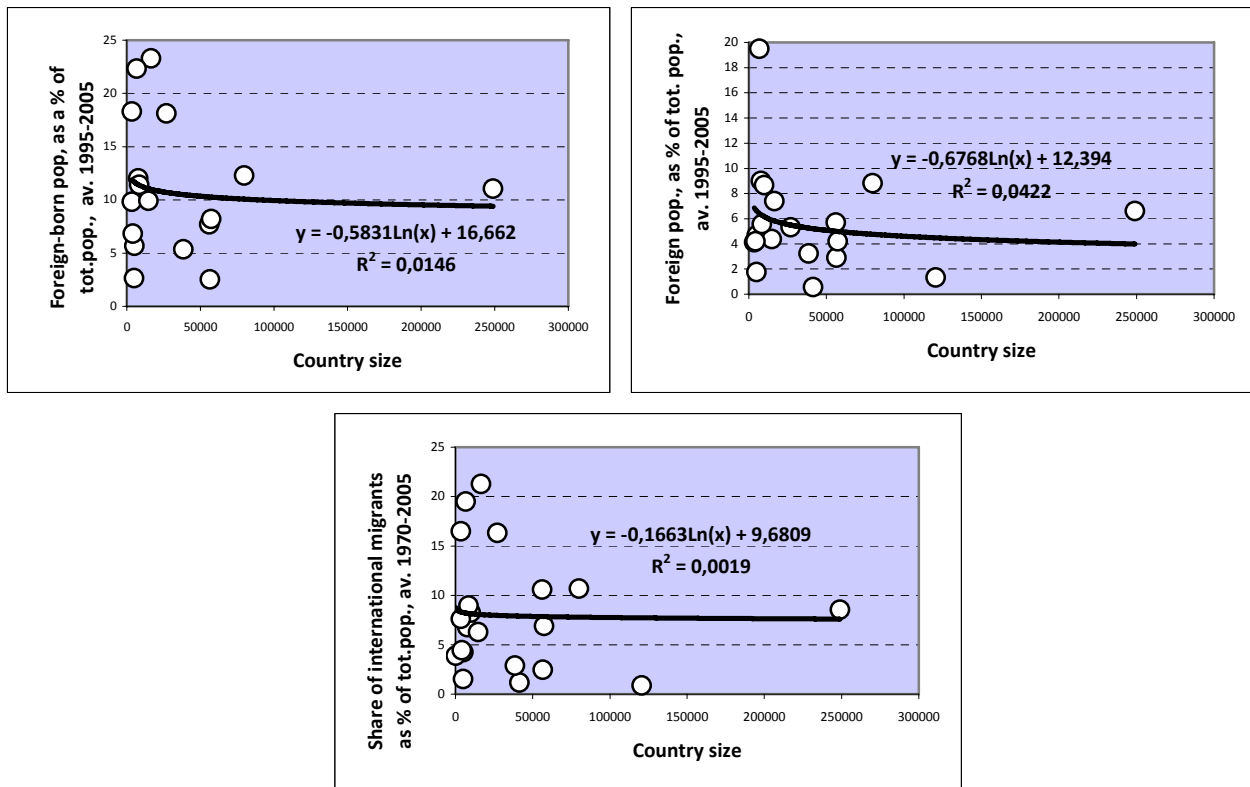 Foreign-born pop, as a % of
tot.pop., av. 1995-2005
25
20
15
10
5
0
y = -0,5831Ln(x) + 16,662
R² = 0,0146
0 50000 100000 150000 200000 250000 300000
Country size
Foreign pop., as % of tot. pop.,
av. 1995-2005
20
18
16
14
12
10
8
6
4
2
0
y = -0,6768Ln(x) + 12,394
R² = 0,0422
0 50000 100000 150000 200000 250000 300000
Country size
Share of international migrants
as % of tot.pop., av. 1970-2005
25
20
15
10
5
0
y = -0,1663Ln(x) + 9,6809
R² = 0,0019
0 50000 100000 150000 200000 250000 300000
Country size